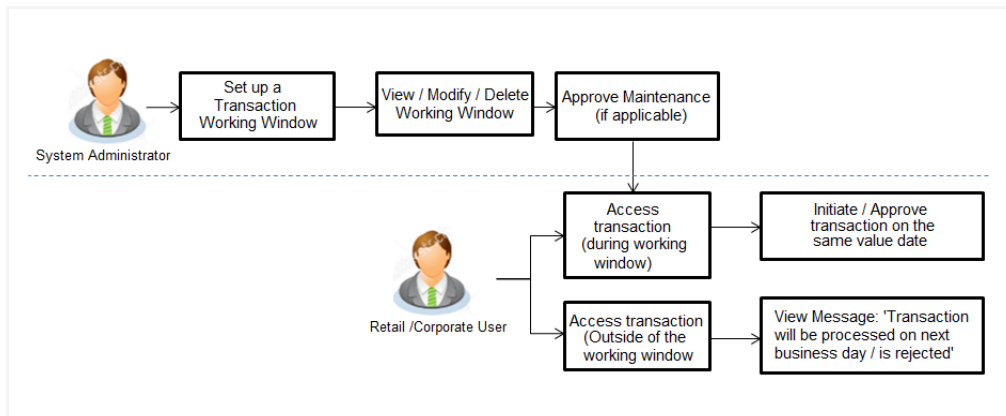 Set up a
Transaction
Working Window
View / Modify / Delete
Working Window
Approve Maintenance
(if applicable)
System Administrator
Access
transaction
(during working
window)
Initiate / Approve
transaction on the
same value date
Retail /Corporate User
Access transaction
(Outside of the
working window
View Message: 'Transaction
will be processed on next
business day / is rejected'